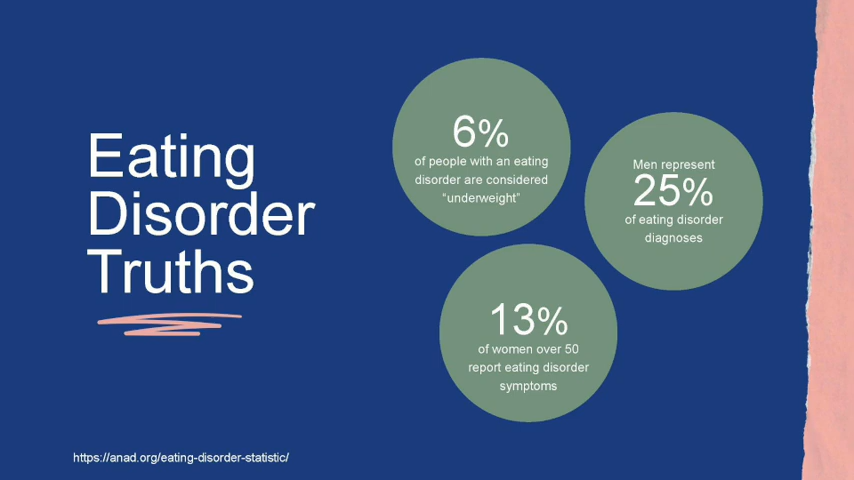 Eating
Disorder
Truths
6%
of people with an eating
disorder are considered
“underweight”
Men represent
25%
of eating disorder
diagnoses
13%
of women over 50
report eating disorder
symptoms
https://anad.org/eating-disorder-statistic/